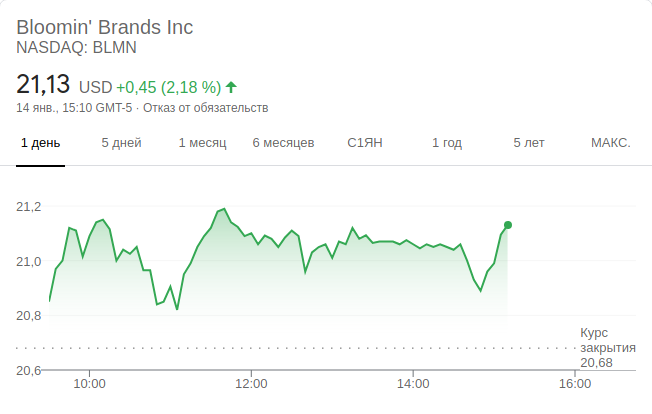 Bloomin' Brands Inc
NASDAQ: BLMN
21,13 USD +0,45 (2,18 %)
14 янв., 15:10 GMT-5 · Отказ от обязательств
1 день 5 дней 1 месяц 6 месяцев С1ЯН 1 год 5 лет МАКС.
21,2
21,0
20,8
Курс
закрытия
20,68
20,6
10:00 12:00 14:00 16:00